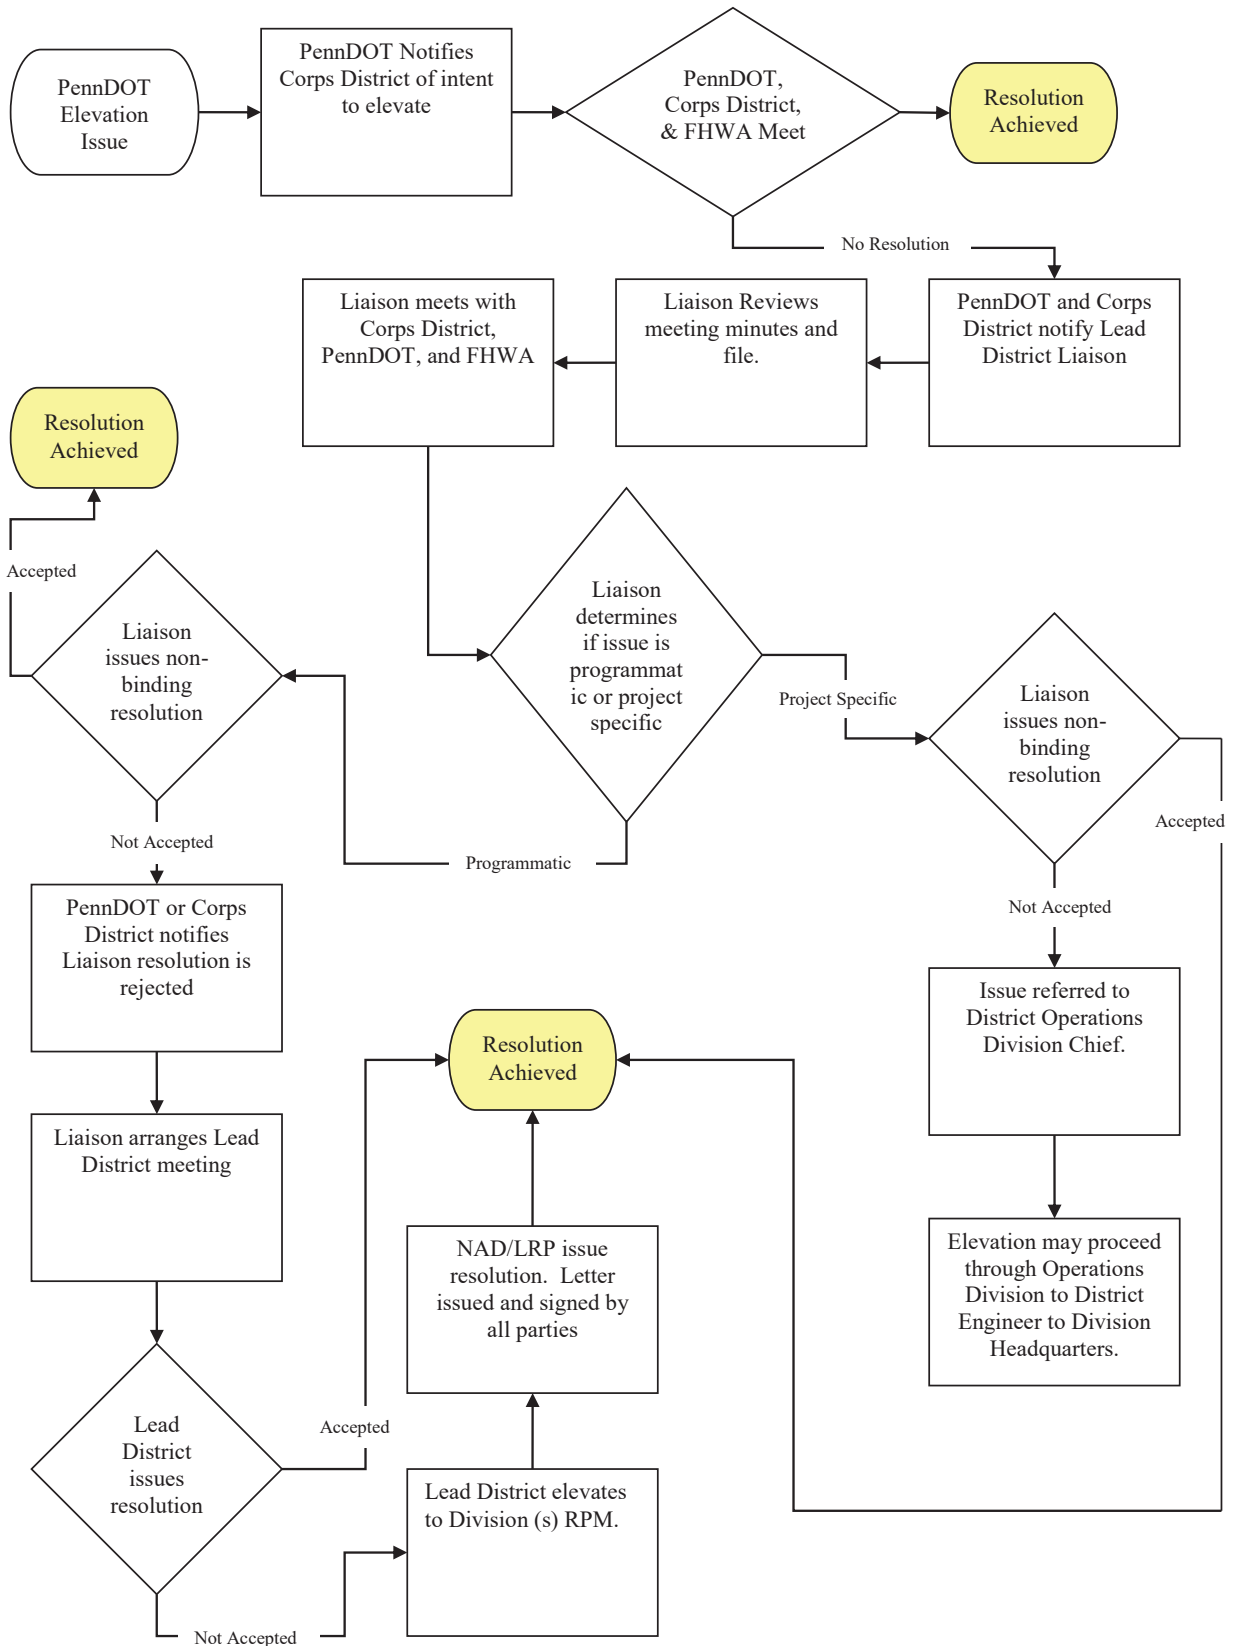 PennDOT
Elevation
Issue
PennDOT Notifies
Corps District of intent
to elevate
PennDOT,
Corps District,
& FHWA Meet
Resolution
Achieved
No Resolution
Liaison meets with
Corps District,
PennDOT, and FHWA
Liaison Reviews
meeting minutes and
file.
PennDOT and Corps
District notify Lead
District Liaison
Resolution
Achieved
Accepted
Liaison
issues non-
binding
resolution
Liaison
determines
if issue is
programmat
ic or project
specific
Project Specific
Liaison
issues non-
binding
resolution
Accepted
Not Accepted
Programmatic
Not Accepted
PennDOT or Corps
District notifies
Liaison resolution is
rejected
Issue referred to
District Operations
Division Chief.
Resolution
Achieved
Liaison arranges Lead
District meeting
NAD/LRP issue
resolution.  Letter
issued and signed by
all parties
Elevation may proceed
through Operations
Division to District
Engineer to Division
Headquarters.
Lead
District
issues
resolution
Accepted
Lead District elevates
to Division (s) RPM.
Not Accepted